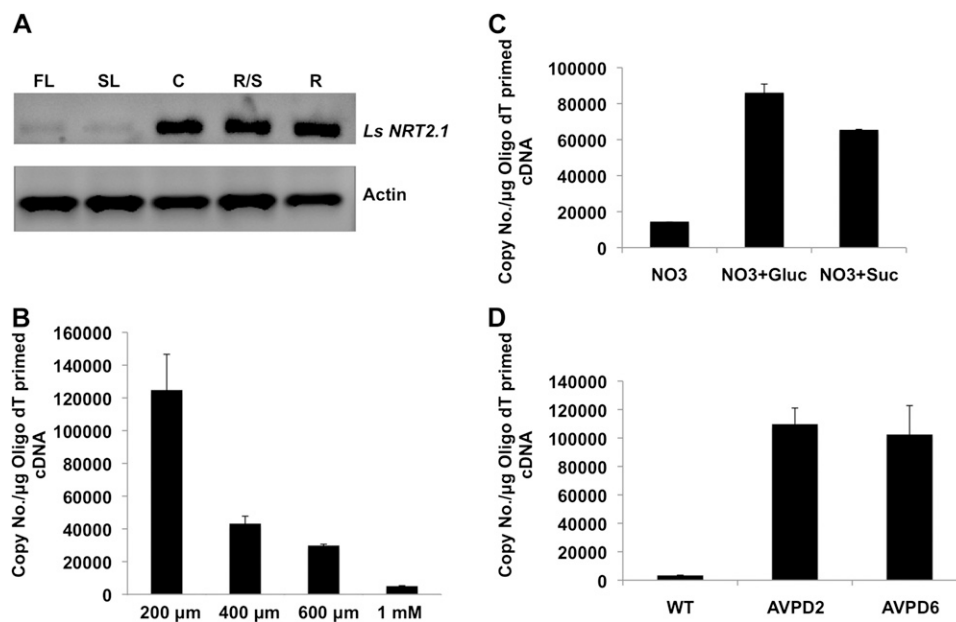 A
FL SL C R/S R
Ls NRT2.1
Actin
B
Copy No./µg Oligo dT primed
cDNA
160000
140000
120000
100000
80000
60000
40000
20000
0
200 µm 400 µm 600 µm 1 mM
C
Copy No./µg Oligo dT primed
cDNA
100000
80000
60000
40000
20000
0
NO3 NO3+Gluc NO3+Suc
D
Copy No./µg Oligo dT primed
cDNA
140000
120000
100000
80000
60000
40000
20000
0
WT AVPD2 AVPD6